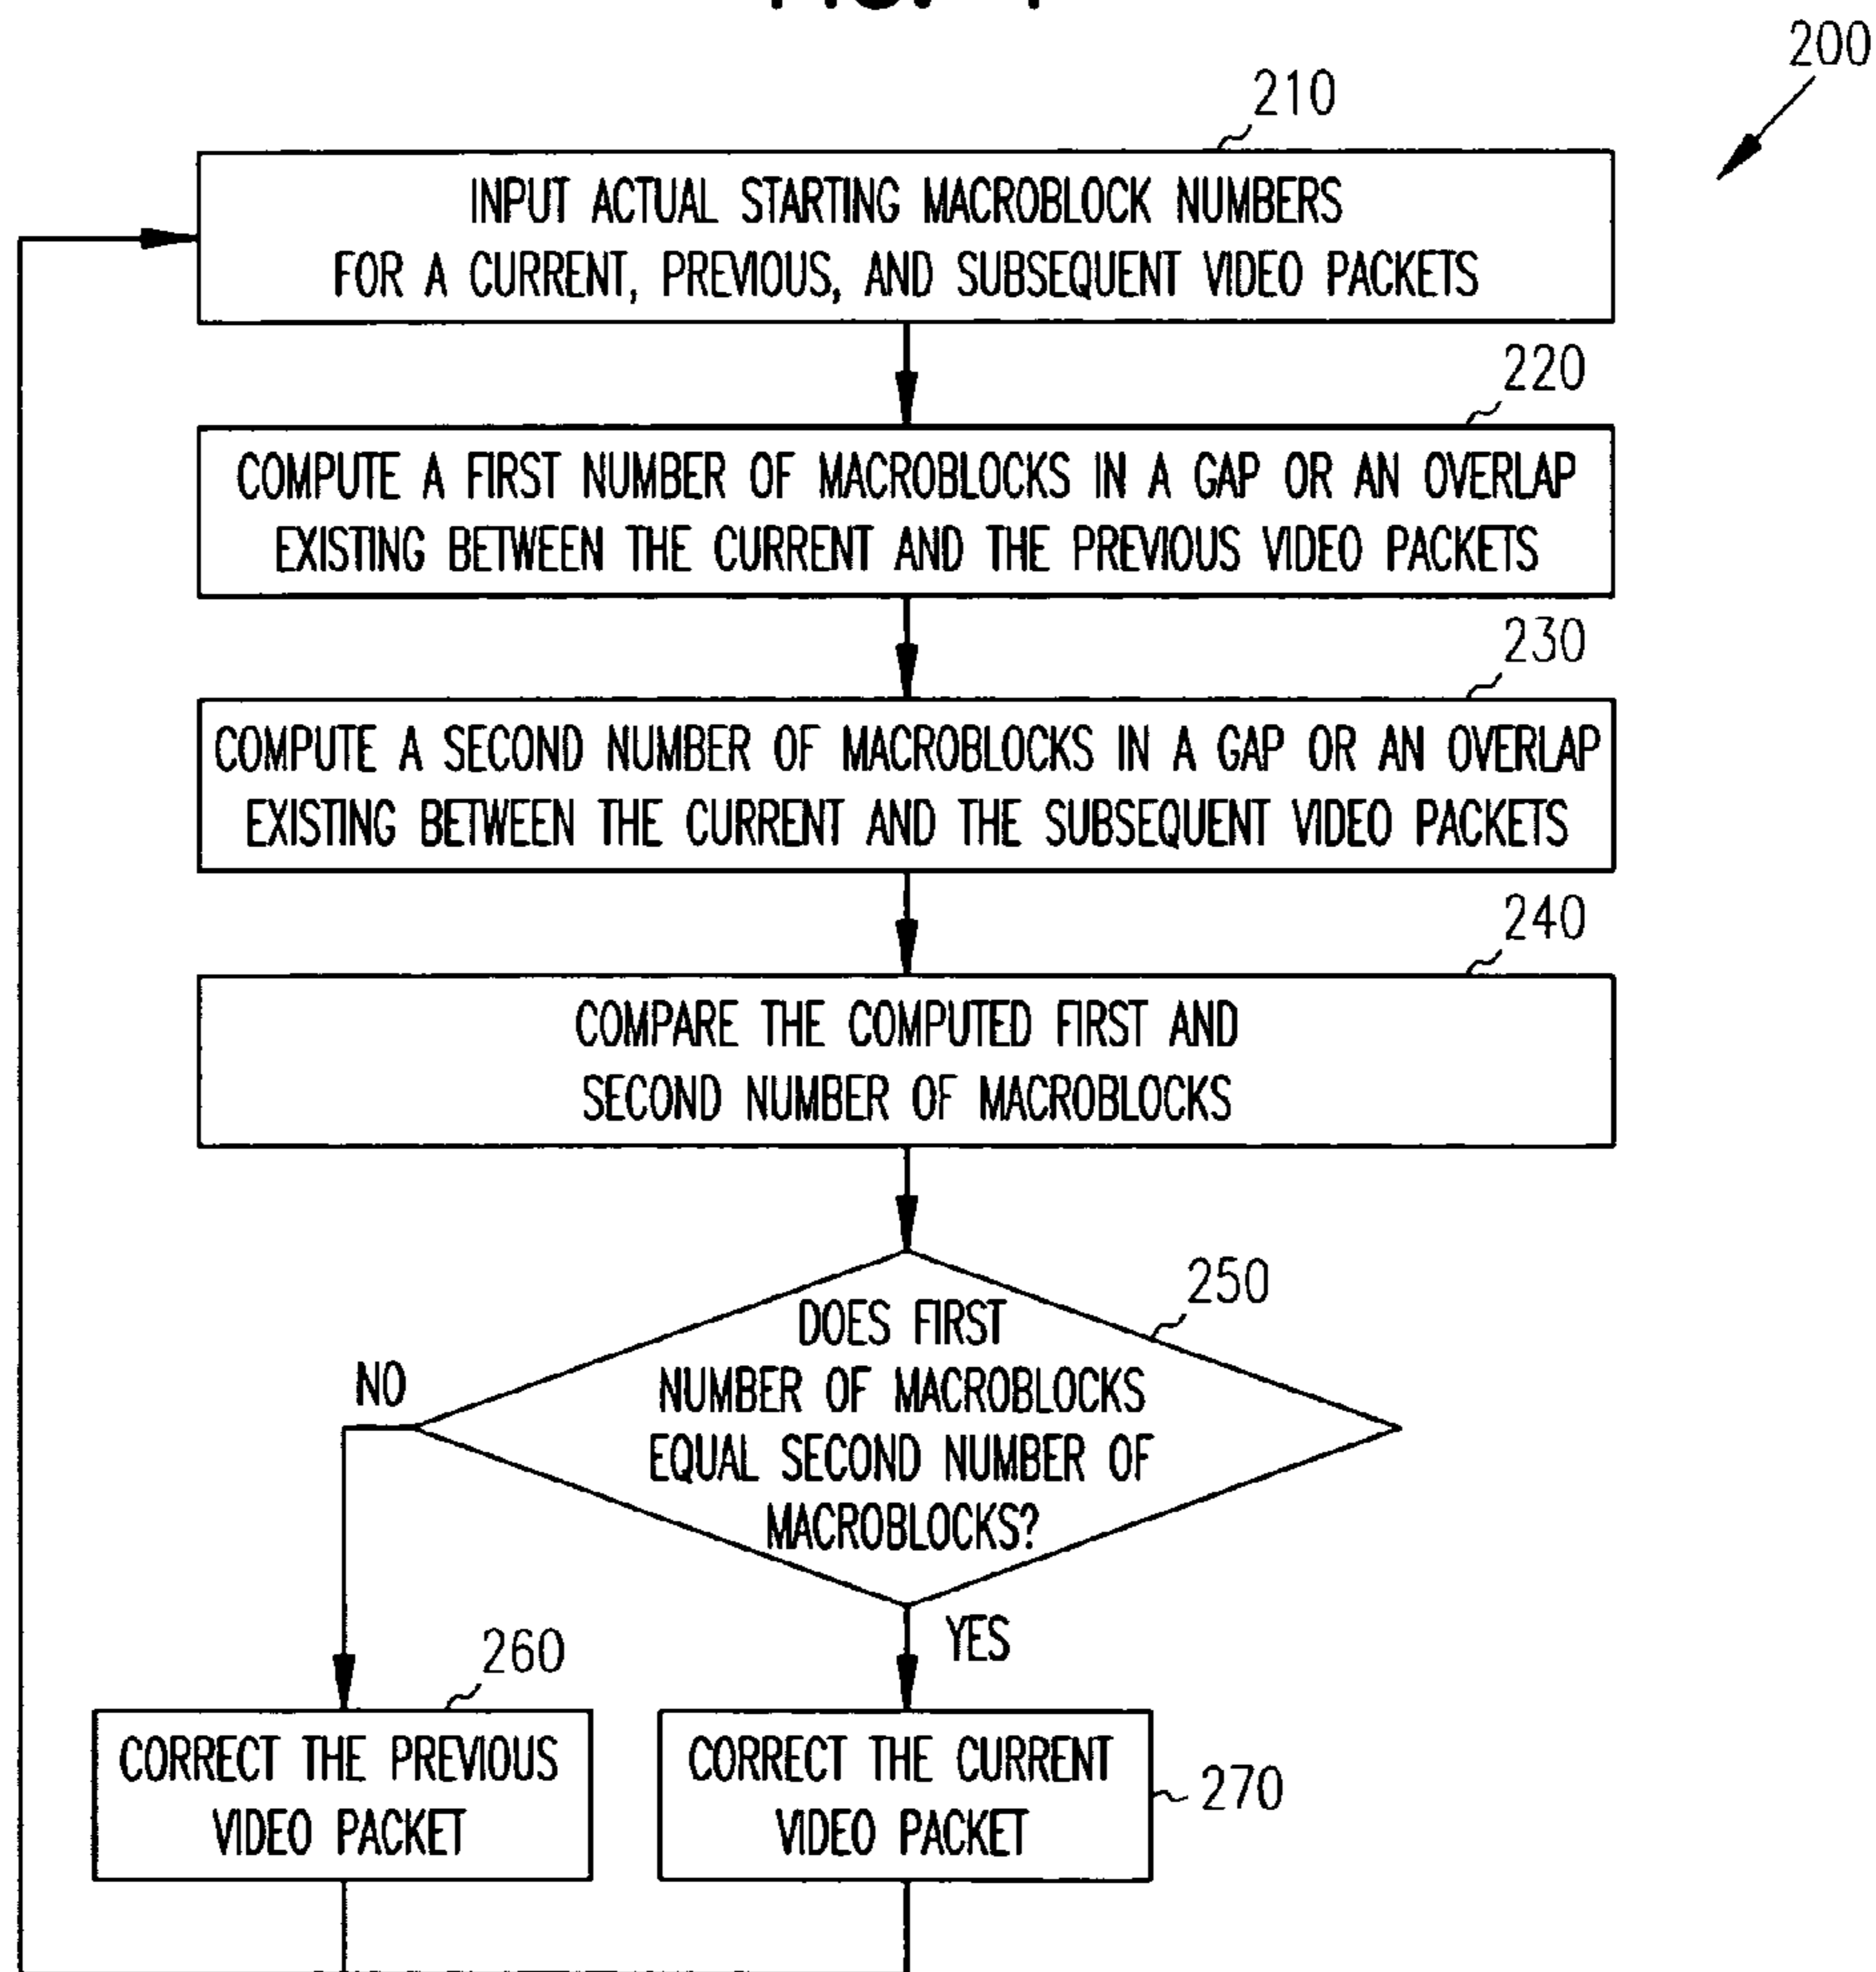 200
210
INPUT ACTUAL STARTING MACROBLOCK NUMBERS
FOR A CURRENT, PREVIOUS, AND SUBSEQUENT VIDEO PACKETS
220
COMPUTE A FIRST NUMBER OF MACROBLOCKS IN A GAP OR AN OVERLAP
EXISTING BETWEEN THE CURRENT AND THE PREVIOUS VIDEO PACKETS
230
COMPUTE A SECOND NUMBER OF MACROBLOCKS IN A GAP OR AN OVERLAP
EXISTING BETWEEN THE CURRENT AND THE SUBSEQUENT VIDEO PACKETS
240
COMPARE THE COMPUTED FIRST AND
SECOND NUMBER OF MACROBLOCKS
250
DOES FIRST
NUMBER OF MACROBLOCKS
EQUAL SECOND NUMBER OF
MACROBLOCKS?
NO
YES
260
CORRECT THE PREVIOUS
VIDEO PACKET
CORRECT THE CURRENT
VIDEO PACKET
270